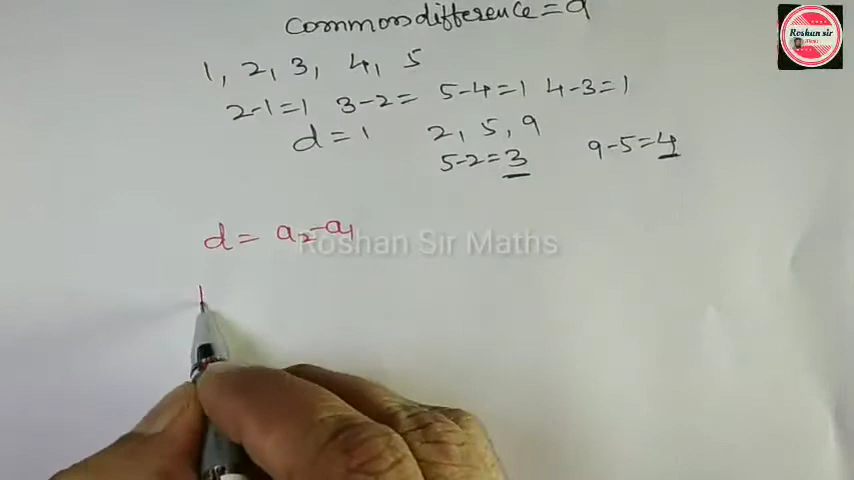 common difference = d
1, 2, 3, 4, 5
2-1=1 3-2= 5-4=1 4-3=1
d = 1 2, 5, 9
5-2=3 9-5=4
d = a₂-a₁
Roshan Sir Maths
Roshan sir